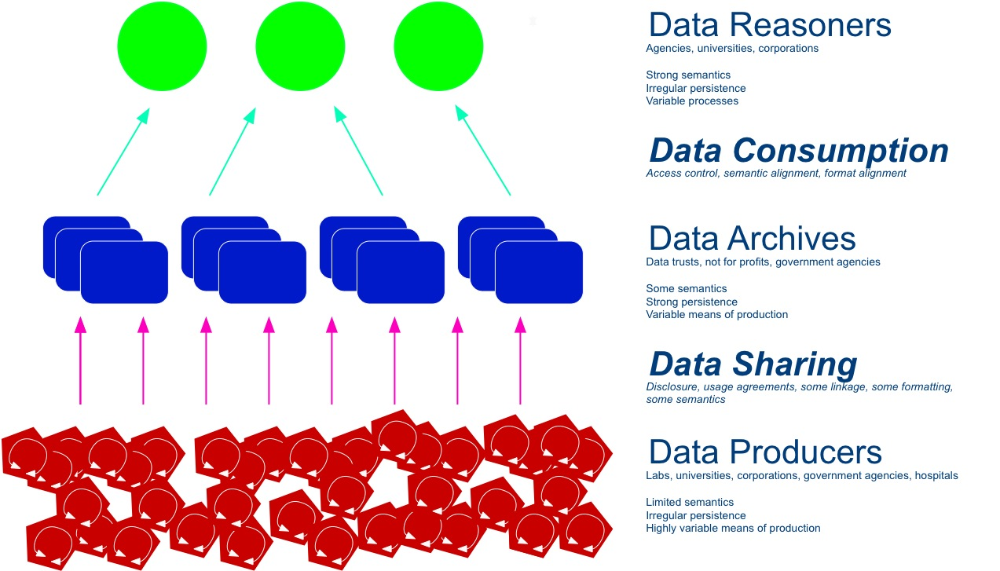 Data Reasoners
Agencies, universities, corporations
Strong semantics
Irregular persistence
Variable processes
Data Consumption
Access control, semantic alignment, format alignment
Data Archives
Data trusts, not for profits, government agencies
Some semantics
Strong persistence
Variable means of production
Data Sharing
Disclosure, usage agreements, some linkage, some formatting,
some semantics
Data Producers
Labs, universities, corporations, government agencies, hospitals
Limited semantics
Irregular persistence
Highly variable means of production